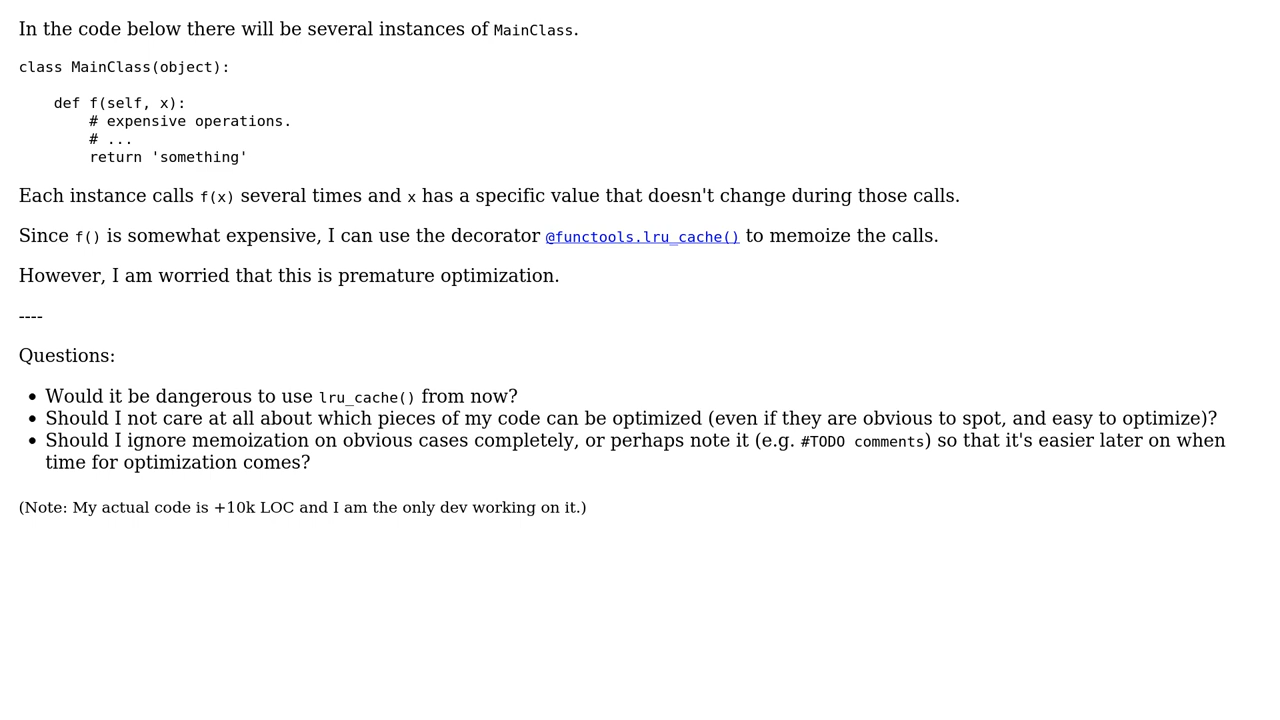 In the code below there will be several instances of MainClass.
class MainClass(object):
    def f(self, x):
        # expensive operations.
        # ...
        return 'something'
Each instance calls f(x) several times and x has a specific value that doesn't change during those calls.
Since f() is somewhat expensive, I can use the decorator @functools.lru_cache() to memoize the calls.
However, I am worried that this is premature optimization.
----
Questions:
• Would it be dangerous to use lru_cache() from now?
• Should I not care at all about which pieces of my code can be optimized (even if they are obvious to spot, and easy to optimize)?
• Should I ignore memoization on obvious cases completely, or perhaps note it (e.g. #TODO comments) so that it's easier later on when
time for optimization comes?
(Note: My actual code is +10k LOC and I am the only dev working on it.)